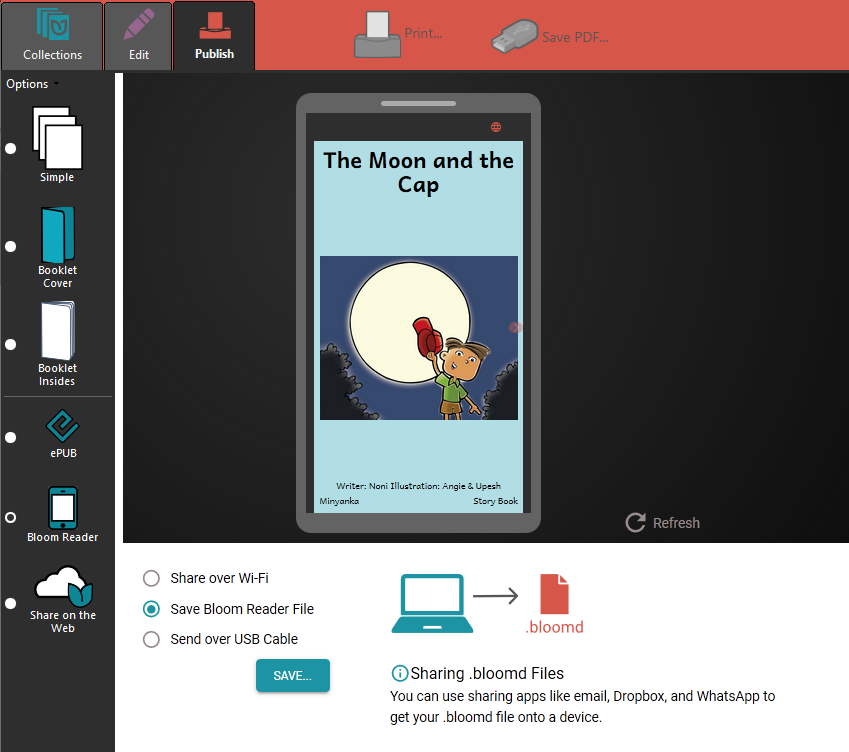 Collections
Edit
Publish
Print...
Save PDF...
Options
Simple
Booklet
Cover
Booklet
Insides
ePUB
Bloom Reader
Share on the
Web
The Moon and the
Cap
Writer: Noni Illustration: Angie & Upesh
Minyanka Story Book
Refresh
Share over Wi-Fi
Save Bloom Reader File
Send over USB Cable
SAVE...
.bloomd
Sharing .bloomd Files
You can use sharing apps like email, Dropbox, and WhatsApp to
get your .bloomd file onto a device.